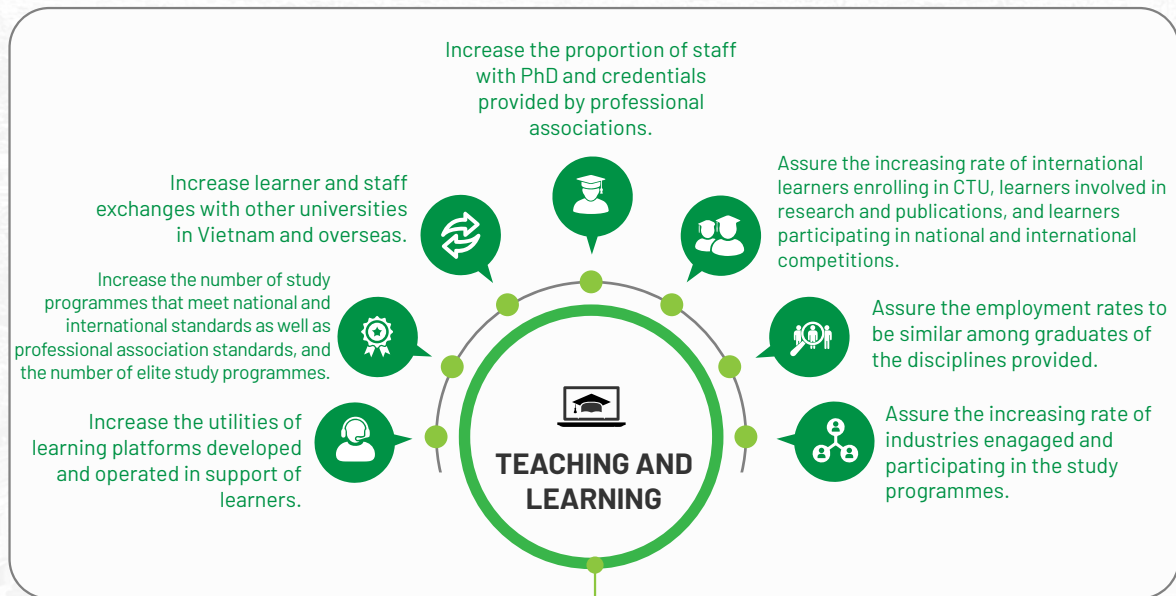 Increase the proportion of staff
with PhD and credentials
provided by professional
associations.
Increase learner and staff
exchanges with other universities
in Vietnam and overseas.
Assure the increasing rate of international
learners enrolling in CTU, learners involved in
research and publications, and learners
participating in national and international
competitions.
Increase the number of study
programmes that meet national and
international standards as well as
professional association standards, and
the number of elite study programmes.
Assure the employment rates to
be similar among graduates of
the disciplines provided.
Increase the utilities of
learning platforms developed
and operated in support of
learners.
Assure the increasing rate of
industries enagaged and
participating in the study
programmes.
TEACHING AND
LEARNING